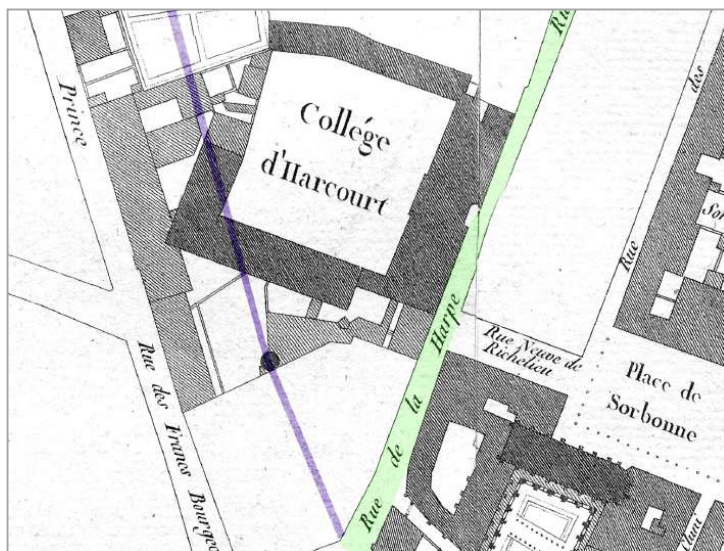 Prince
Collége
d'Harcourt
Rue
des
Rue
Rue de la Harpe
Rue Neuve de
Richelieu
Place de
Sorbonne
Rue des Francs